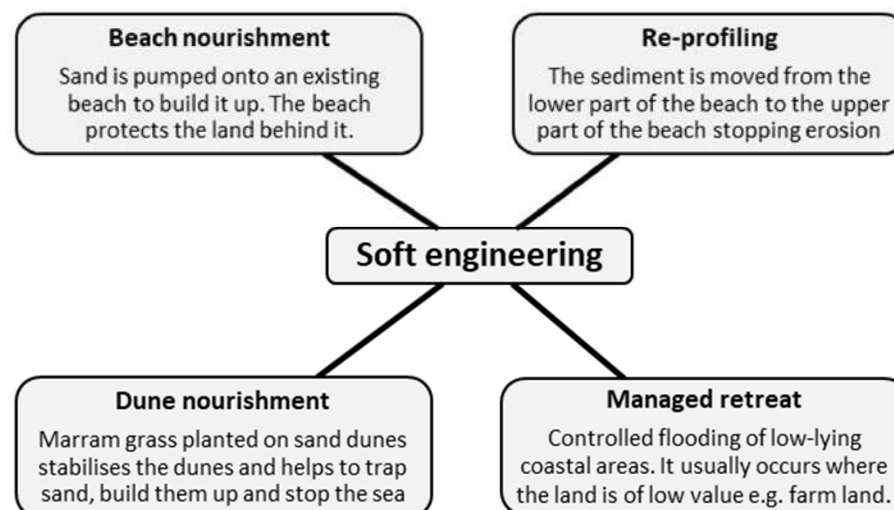 Beach nourishment
Sand is pumped onto an existing
beach to build it up. The beach
protects the land behind it.
Re-profiling
The sediment is moved from the
lower part of the beach to the upper
part of the beach stopping erosion
Soft engineering
Dune nourishment
Marram grass planted on sand dunes
stabilises the dunes and helps to trap
sand, build them up and stop the sea
Managed retreat
Controlled flooding of low-lying
coastal areas. It usually occurs where
the land is of low value e.g. farm land.